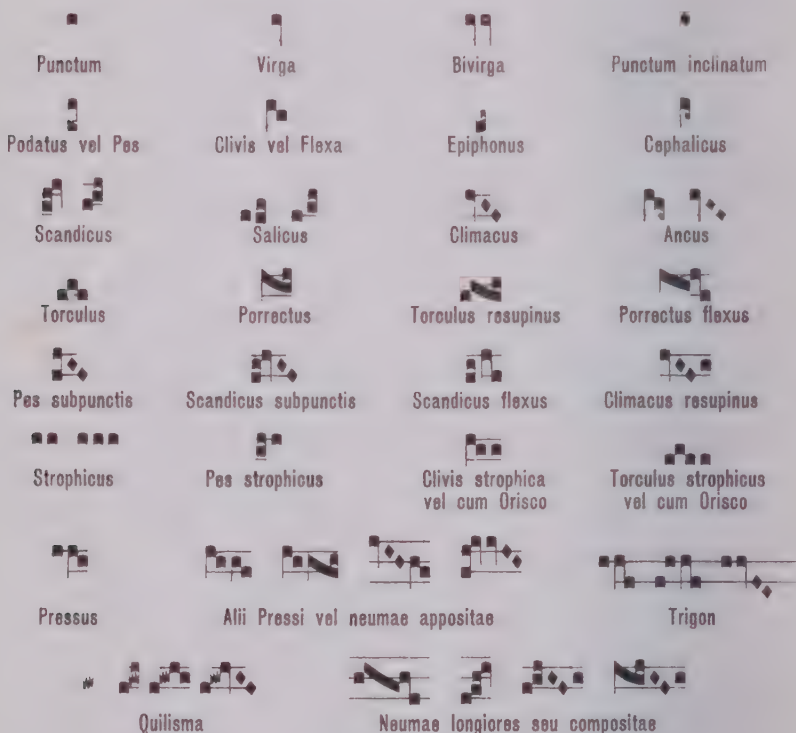 Punctum Virga Bivirga Punctum inclinatum
Podatus vel Pes Clivis vel Flexa Epiphonus Cephalicus
Scandicus Salicus Climacus Ancus
Torculus Porrectus Torculus resupinus Porrectus flexus
Pes subpunctis Scandicus subpunctis Scandicus flexus Climacus resupinus
Strophicus Pes strophicus Clivis strophica Torculus strophicus
vel cum Orisco vel cum Orisco
Pressus Alii Pressi vel neumae appositae Trigon
Quilisma Neumae longiores seu compositae